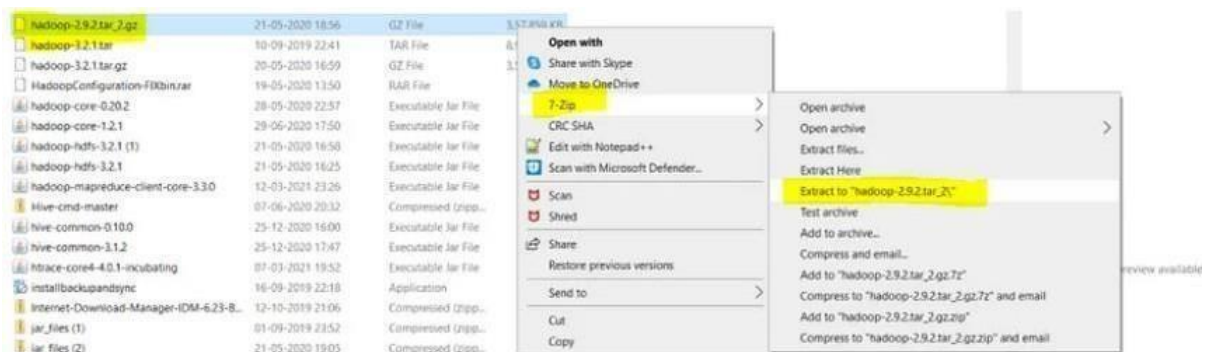 hadoop-2.9.2.tar_2.gz 21-05-2020 18:56 GZ File 3,57,859 KB
hadoop-3.2.1.tar 10-09-2019 22:41 TAR File
hadoop-3.2.1.tar.gz 20-05-2020 16:59 GZ File
HadoopConfiguration-FIXbin.rar 19-05-2020 13:50 RAR File
hadoop-core-0.20.2 28-05-2020 22:57 Executable Jar File
hadoop-core-1.2.1 29-06-2020 17:50 Executable Jar File
hadoop-hdfs-3.2.1 (1) 21-05-2020 16:58 Executable Jar File
hadoop-hdfs-3.2.1 21-05-2020 16:25 Executable Jar File
hadoop-mapreduce-client-core-3.3.0 12-03-2021 23:26 Executable Jar File
Hive-cmd-master 07-06-2020 20:32 Compressed (zipp...
hive-common-0.10.0 25-12-2020 16:00 Executable Jar File
hive-common-3.1.2 25-12-2020 17:47 Executable Jar File
htrace-core4-4.0.1-incubating 07-03-2021 19:52 Executable Jar File
installbackupandsync 16-09-2019 22:18 Application
Internet-Download-Manager-IDM-6.23-B... 12-10-2019 21:06 Compressed (zipp...
jar_files (1) 01-09-2019 23:52 Compressed (zipp...
jar_files (2) 21-05-2020 19:05 Compressed (zipp...
Open with
Share with Skype
Move to OneDrive
7-Zip
CRC SHA
Edit with Notepad++
Scan with Microsoft Defender...
Scan
Shred
Share
Restore previous versions
Send to
Cut
Copy
Open archive
Open archive
Extract files...
Extract Here
Extract to "hadoop-2.9.2.tar_2\"
Test archive
Add to archive...
Compress and email...
Add to "hadoop-2.9.2.tar_2.gz.7z"
Compress to "hadoop-2.9.2.tar_2.gz.7z" and email
Add to "hadoop-2.9.2.tar_2.gz.zip"
Compress to "hadoop-2.9.2.tar_2.gz.zip" and email
review available